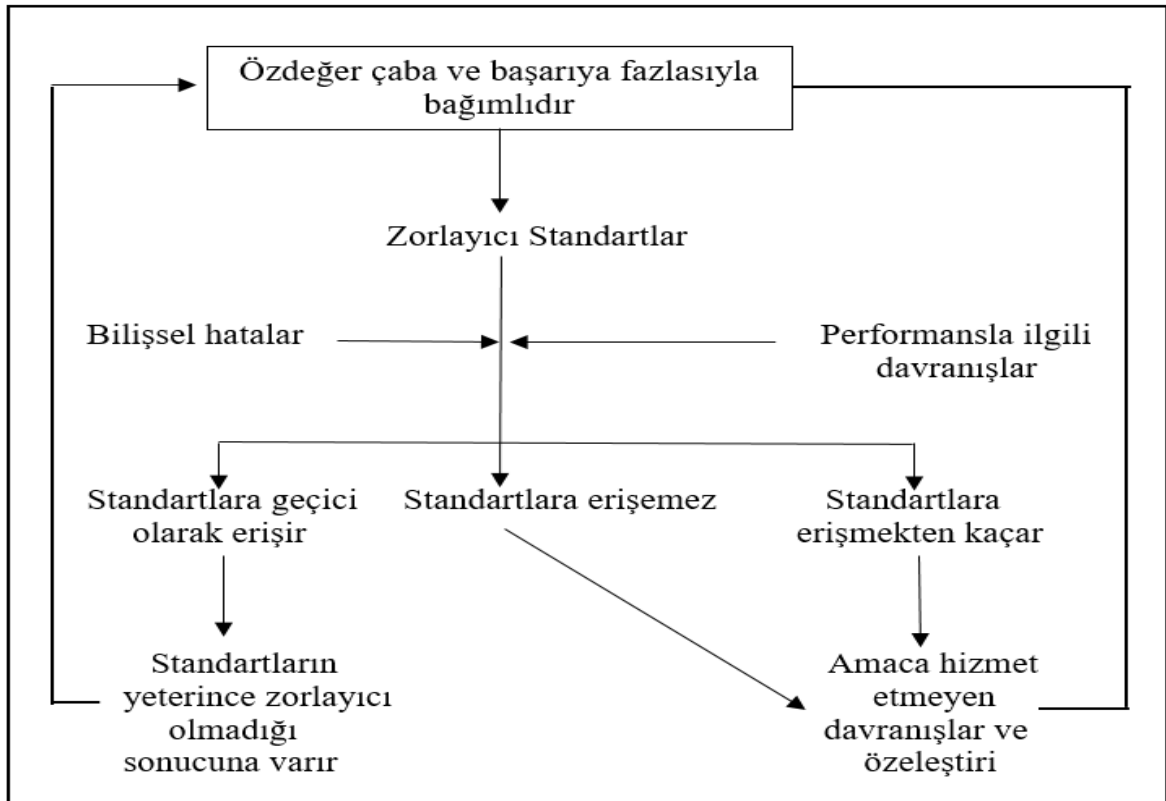 Özdeğer çaba ve başarıya fazlasıyla
bağımlıdır
Zorlayıcı Standartlar
Bilişsel hatalar
Performansla ilgili
davranışlar
Standartlara geçici
olarak erişir
Standartlara erişemez
Standartlara
erişmekten kaçar
Standartların
yeterince zorlayıcı
olmadığı
sonucuna varır
Amaca hizmet
etmeyen
davranışlar ve
özeleştiri